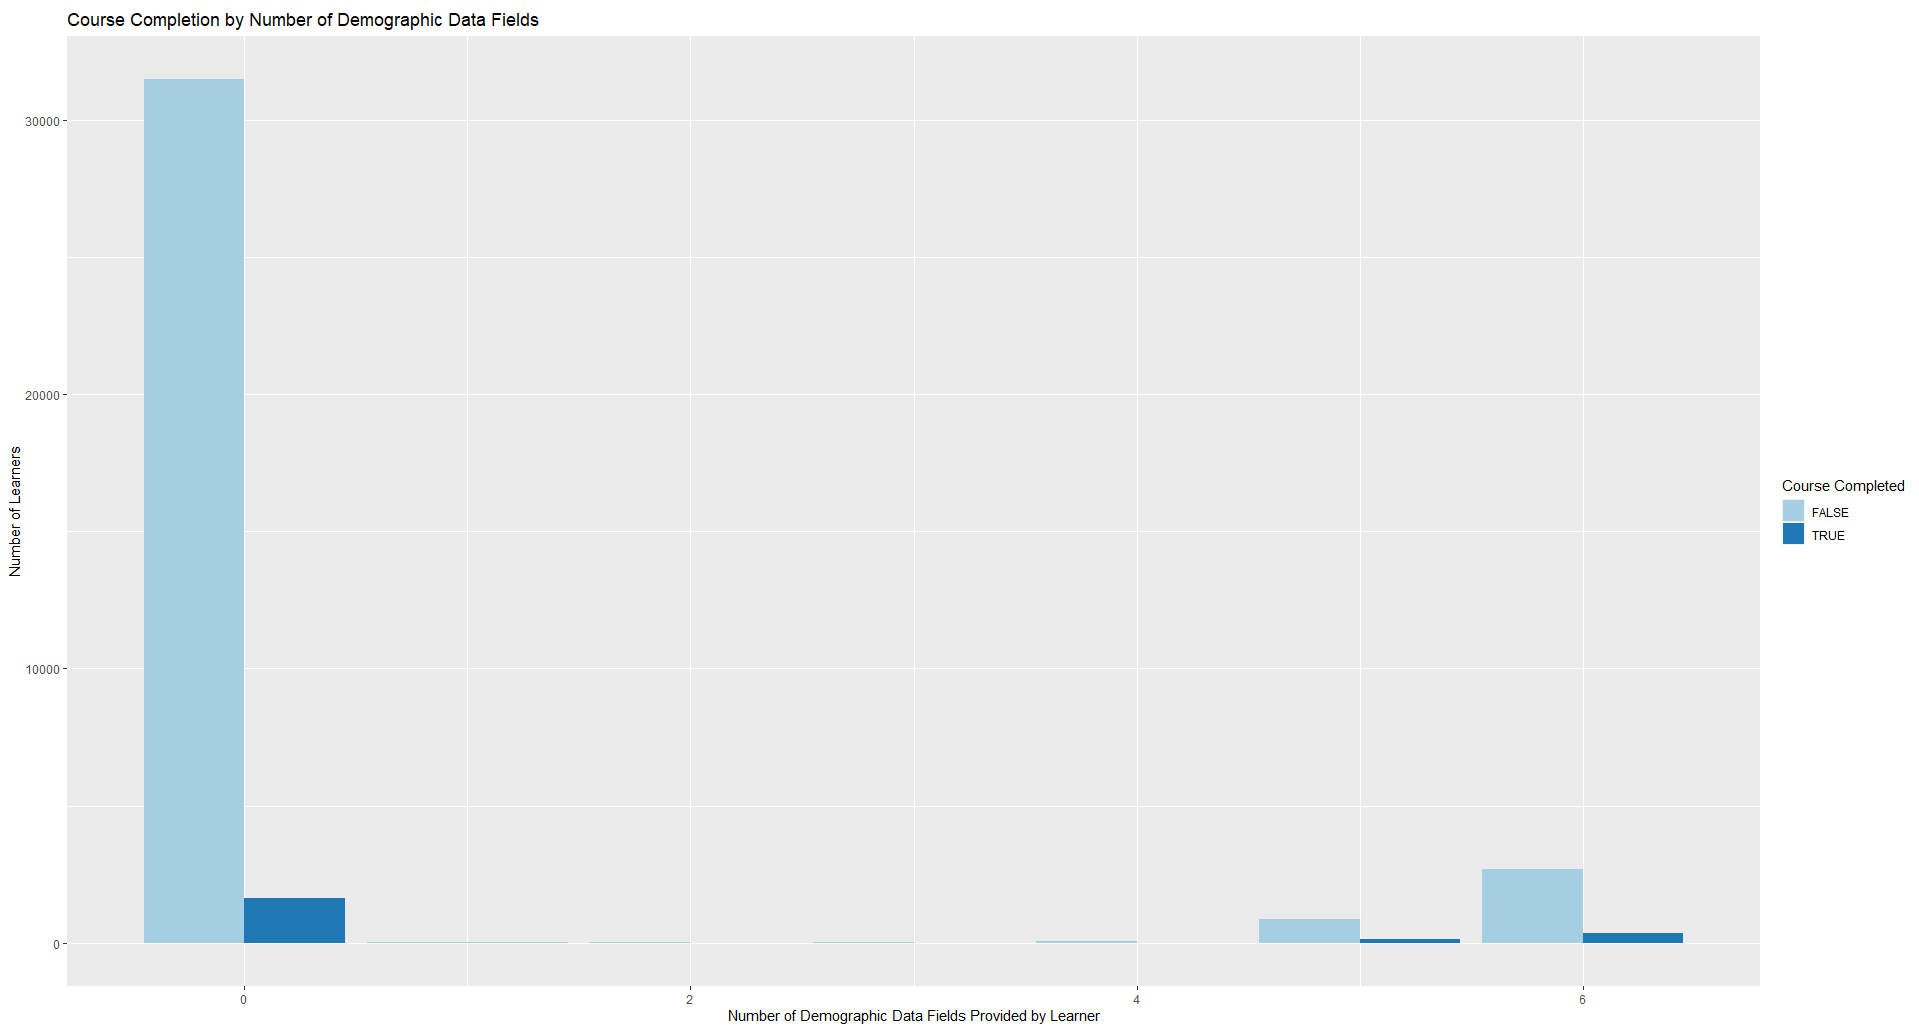 Course Completion by Number of Demographic Data Fields
30000
20000
10000
0
Number of Learners
0
2
4
6
Number of Demographic Data Fields Provided by Learner
Course Completed
FALSE
TRUE